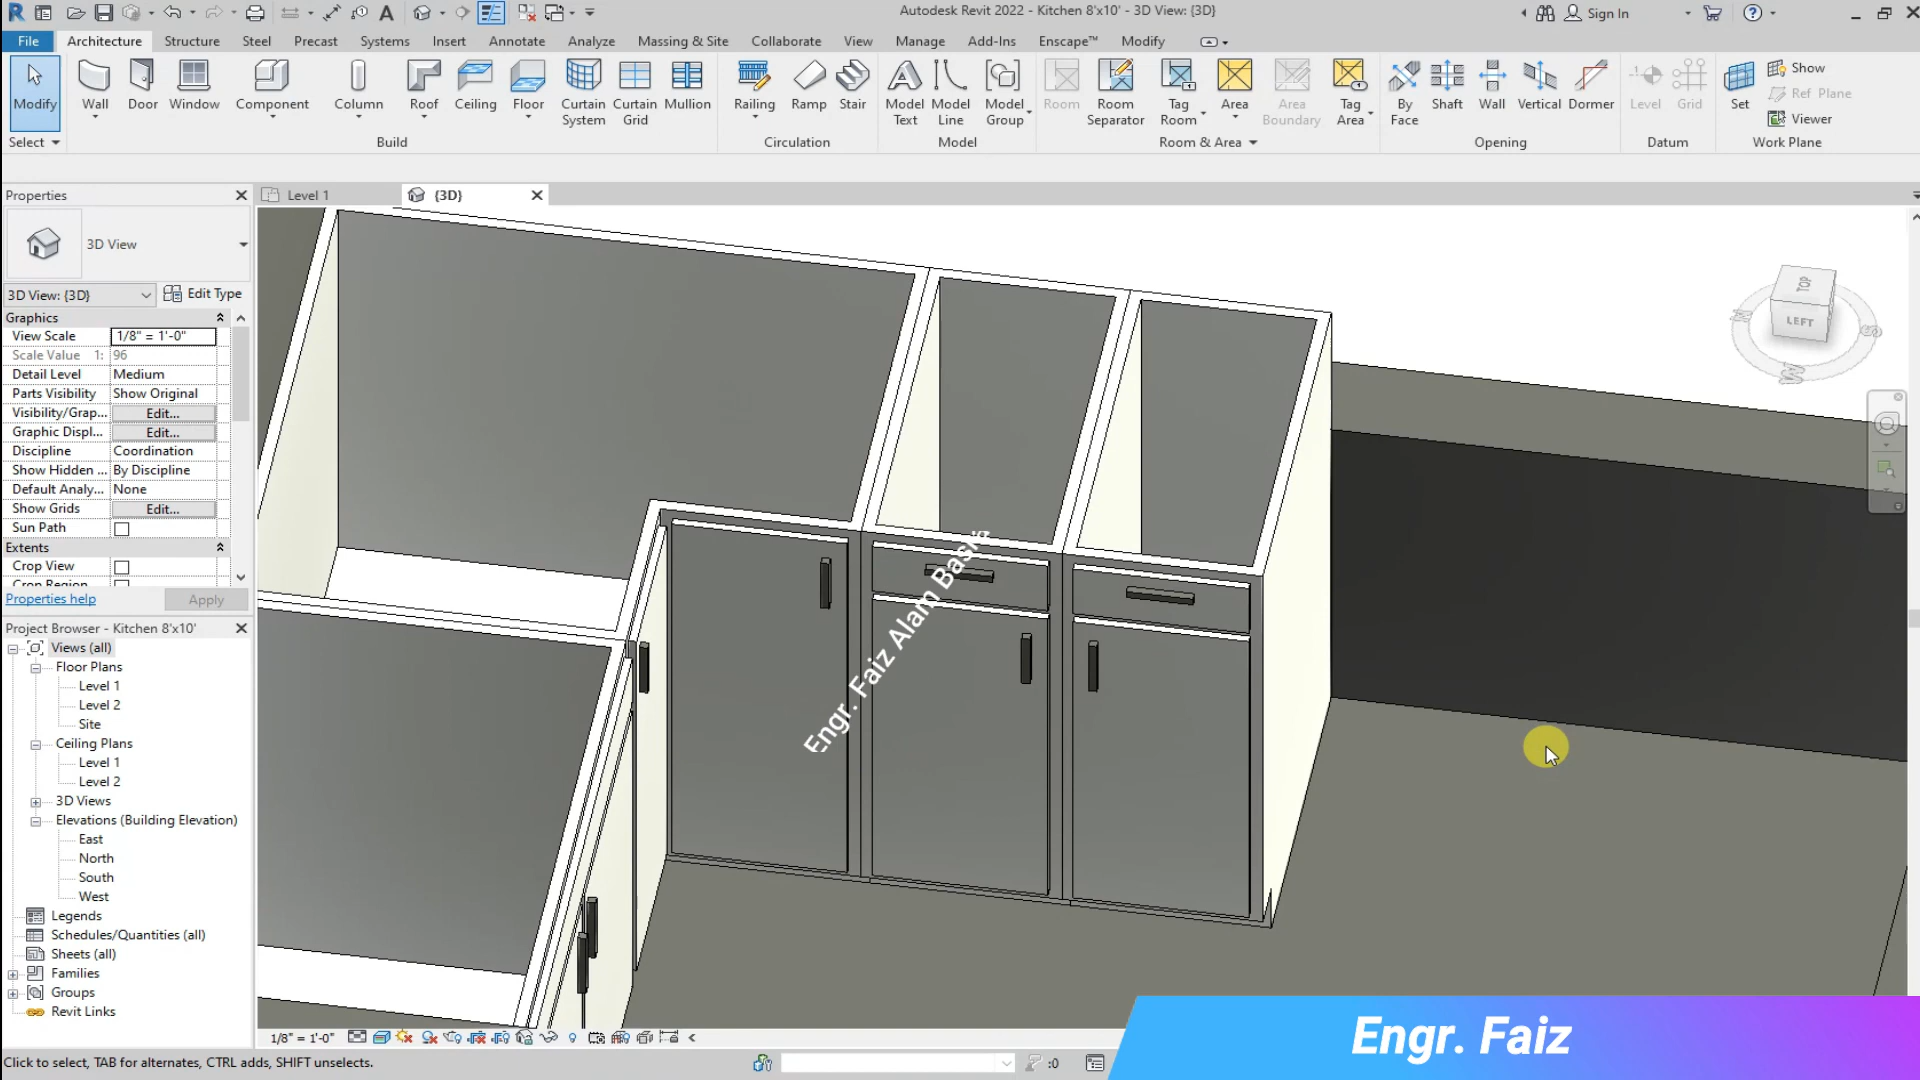 Autodesk Revit 2022 - Kitchen 8'x10' - 3D View: {3D}
Sign In
File Architecture Structure Steel Precast Systems Insert Annotate Analyze Massing & Site Collaborate View Manage Add-Ins Enscape™ Modify
Modify Wall Door Window Component Column Roof Ceiling Floor Curtain System Curtain Grid Mullion Railing Ramp Stair Model Text Model Line Model Group Room Room Separator Tag Room Area Area Boundary Tag Area By Face Shaft Wall Vertical Dormer Level Grid Set
Show
Ref Plane
Viewer
Select Build Circulation Model Room & Area Opening Datum Work Plane
Properties
Level 1
{3D}
3D View
3D View: {3D}
Edit Type
Graphics
View Scale 1/8" = 1'-0"
Scale Value 1: 96
Detail Level Medium
Parts Visibility Show Original
Visibility/Grap... Edit...
Graphic Displ... Edit...
Discipline Coordination
Show Hidden ... By Discipline
Default Analy... None
Show Grids Edit...
Sun Path
Extents
Crop View
Crop Region
Properties help
Apply
Project Browser - Kitchen 8'x10'
Views (all)
Floor Plans
Level 1
Level 2
Site
Ceiling Plans
Level 1
Level 2
3D Views
Elevations (Building Elevation)
East
North
South
West
Legends
Schedules/Quantities (all)
Sheets (all)
Families
Groups
Revit Links
TOP
LEFT
Engr. Faiz Alam
1/8" = 1'-0"
Click to select, TAB for alternates, CTRL adds, SHIFT unselects.
:0
Engr. Faiz